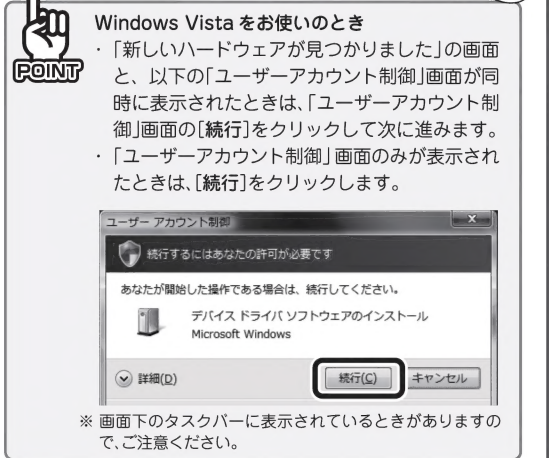 POINT
Windows Vista をお使いのとき
・「新しいハードウェアが見つかりました」の画面
と、以下の「ユーザーアカウント制御」画面が同
時に表示されたときは、「ユーザーアカウント制
御」画面の[続行]をクリックして次に進みます。
・「ユーザーアカウント制御」画面のみが表示され
たときは、[続行]をクリックします。
ユーザー アカウント制御
続行するにはあなたの許可が必要です
あなたが開始した操作である場合は、続行してください。
デバイス ドライバ ソフトウェアのインストール
Microsoft Windows
詳細(D) 続行(C) キャンセル
※ 画面下のタスクバーに表示されているときがありますの
で、ご注意ください。